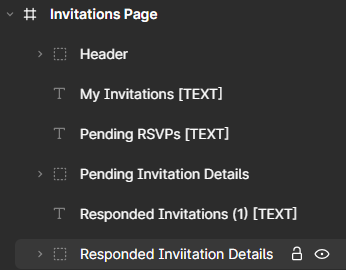 Invitations Page
Header
My Invitations [TEXT]
Pending RSVPs [TEXT]
Pending Invitation Details
Responded Invitations (1) [TEXT]
Responded Inviitation Details